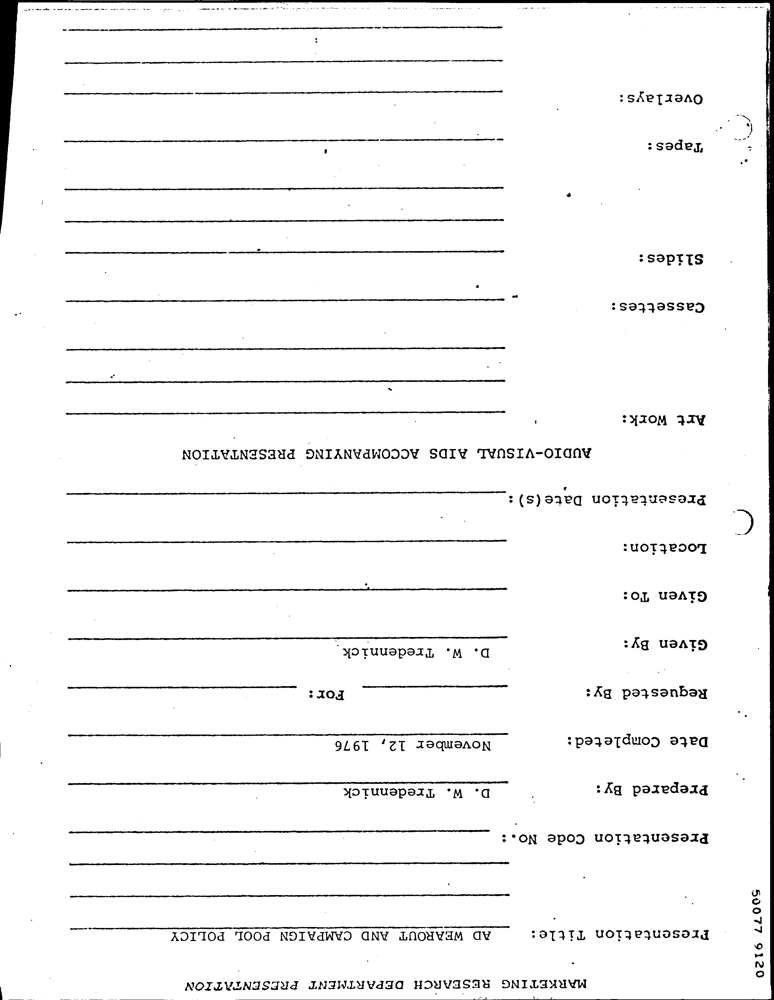 MARKETING RESEARCH DEPARTMENT PRESENTATION
Presentation Title: AD WEAROUT AND CAMPAIGN POOL POLICY
Presentation Code No.:
Prepared By: D. W. Tredennick
Date Completed: November 12, 1976
Requested By: For:
Given By: D. W. Tredennick
Given To:
Location:
Presentation Date(s):
AUDIO-VISUAL AIDS ACCOMPANYING PRESENTATION
Art Work:
Cassettes:
Slides:
Tapes:
Overlays:
50077 9120